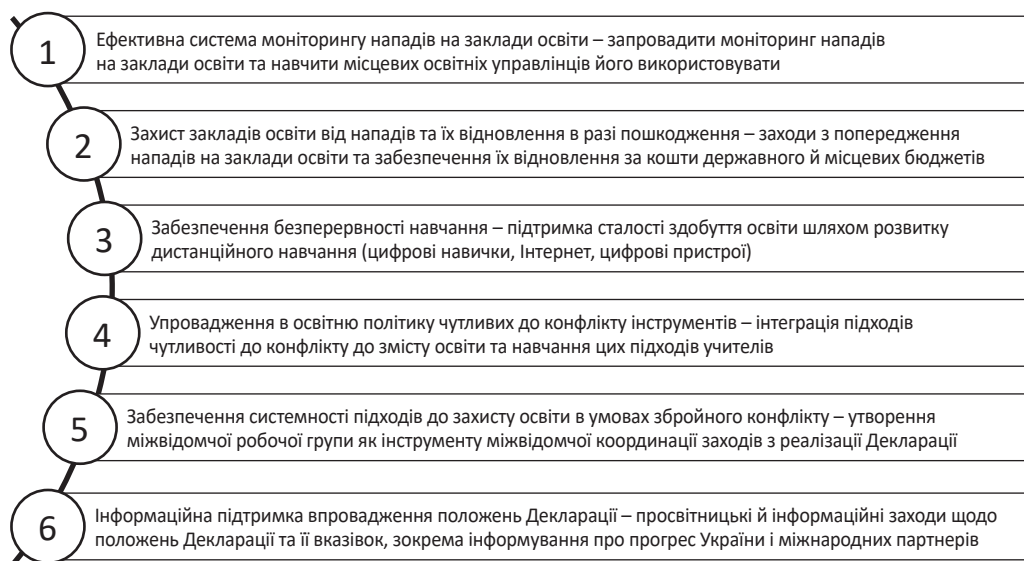 1
Ефективна система моніторингу нападів на заклади освіти – запровадити моніторинг нападів
на заклади освіти та навчити місцевих освітніх управлінців його використовувати
2
Захист закладів освіти від нападів та їх відновлення в разі пошкодження – заходи з попередження
нападів на заклади освіти та забезпечення їх відновлення за кошти державного й місцевих бюджетів
3
Забезпечення безперервності навчання – підтримка сталості здобуття освіти шляхом розвитку
дистанційного навчання (цифрові навички, Інтернет, цифрові пристрої)
4
Упровадження в освітню політику чутливих до конфлікту інструментів – інтеграція підходів
чутливості до конфлікту до змісту освіти та навчання цих підходів учителів
5
Забезпечення системності підходів до захисту освіти в умовах збройного конфлікту – утворення
міжвідомчої робочої групи як інструменту міжвідомчої координації заходів з реалізації Декларації
6
Інформаційна підтримка впровадження положень Декларації – просвітницькі й інформаційні заходи щодо
положень Декларації та її вказівок, зокрема інформування про прогрес України і міжнародних партнерів